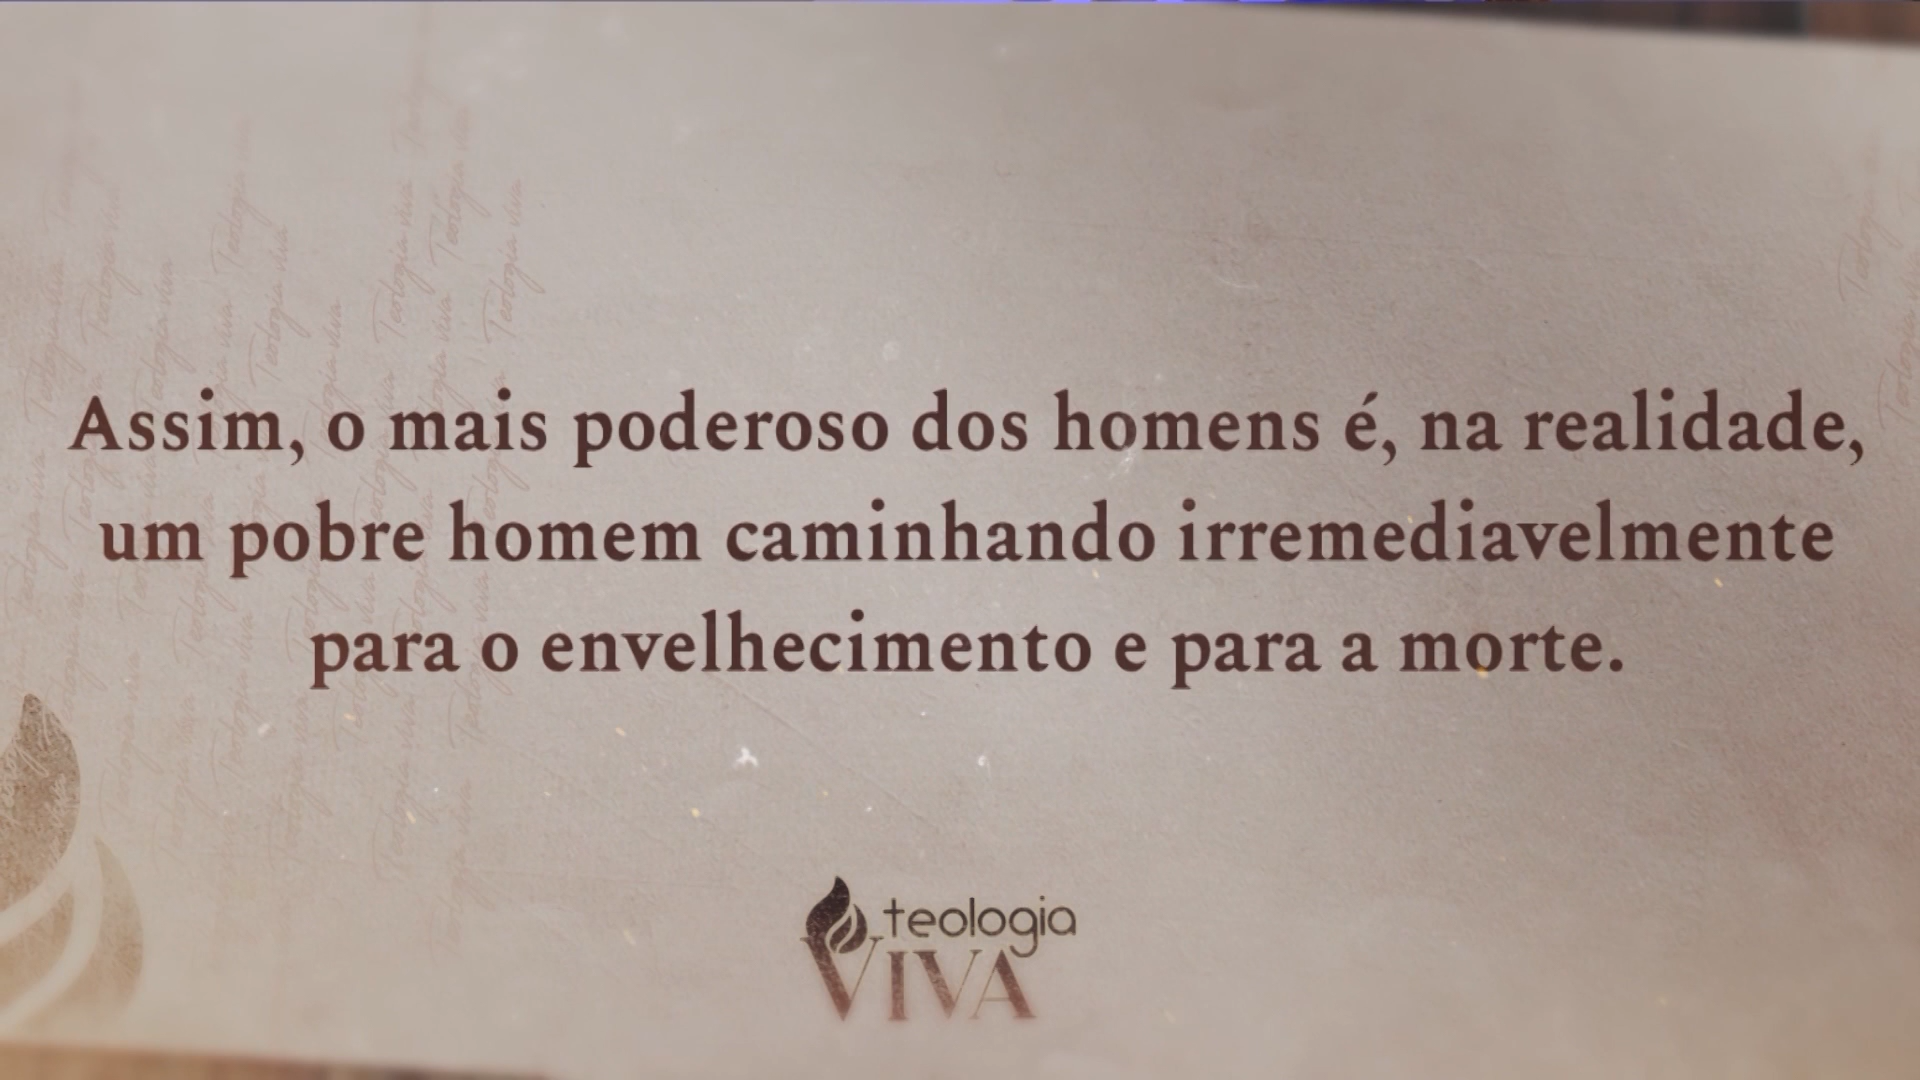 Assim, o mais poderoso dos homens é, na realidade,
um pobre homem caminhando irremediavelmente
para o envelhecimento e para a morte.
teologia
VIVA